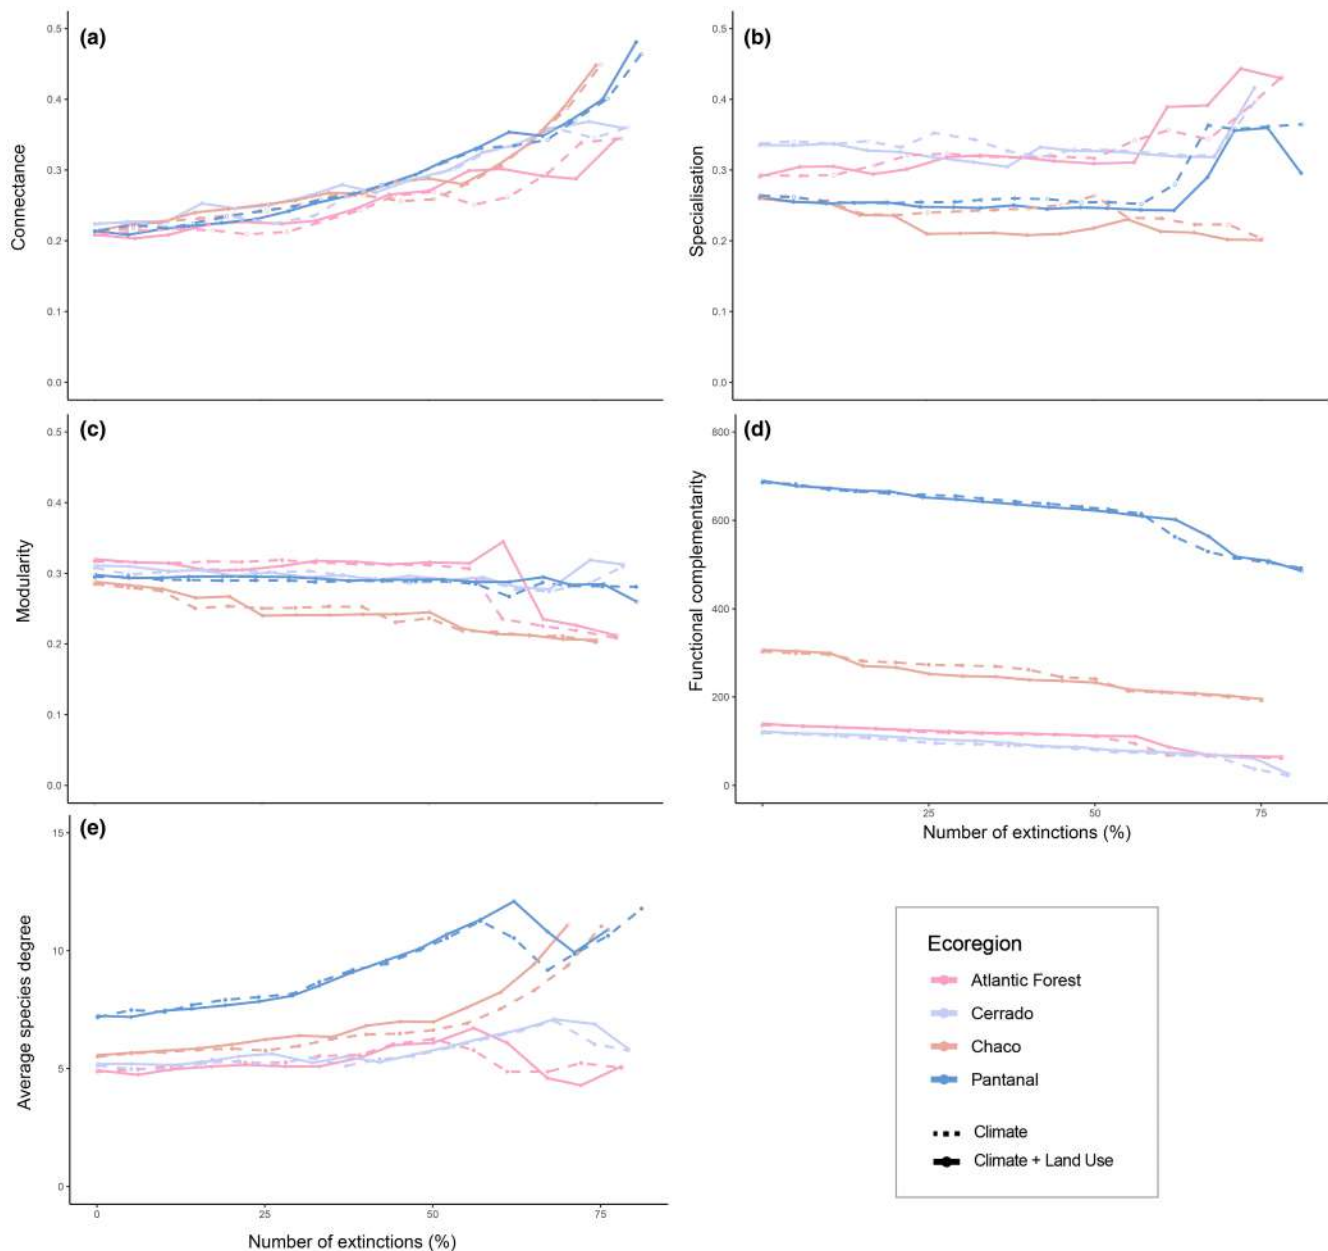 (a)
0.5
0.4
0.3
0.2
0.1
0.0
Connectance
(b)
0.5
0.4
0.3
0.2
0.1
0.0
Specialisation
(c)
0.5
0.4
0.3
0.2
0.1
0.0
Modularity
(d)
800
600
400
200
0
Functional complementarity
25
50
75
Number of extinctions (%)
(e)
15
10
5
0
Average species degree
0
25
50
75
Number of extinctions (%)
Ecoregion
Atlantic Forest
Cerrado
Chaco
Pantanal
Climate
Climate + Land Use